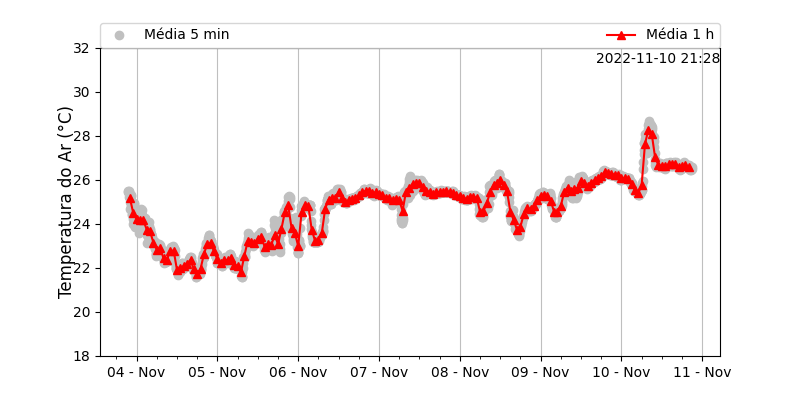 Média 5 min
Média 1 h
2022-11-10 21:28
Temperatura do Ar (°C)
32
30
28
26
24
22
20
18
04 - Nov
05 - Nov
06 - Nov
07 - Nov
08 - Nov
09 - Nov
10 - Nov
11 - Nov